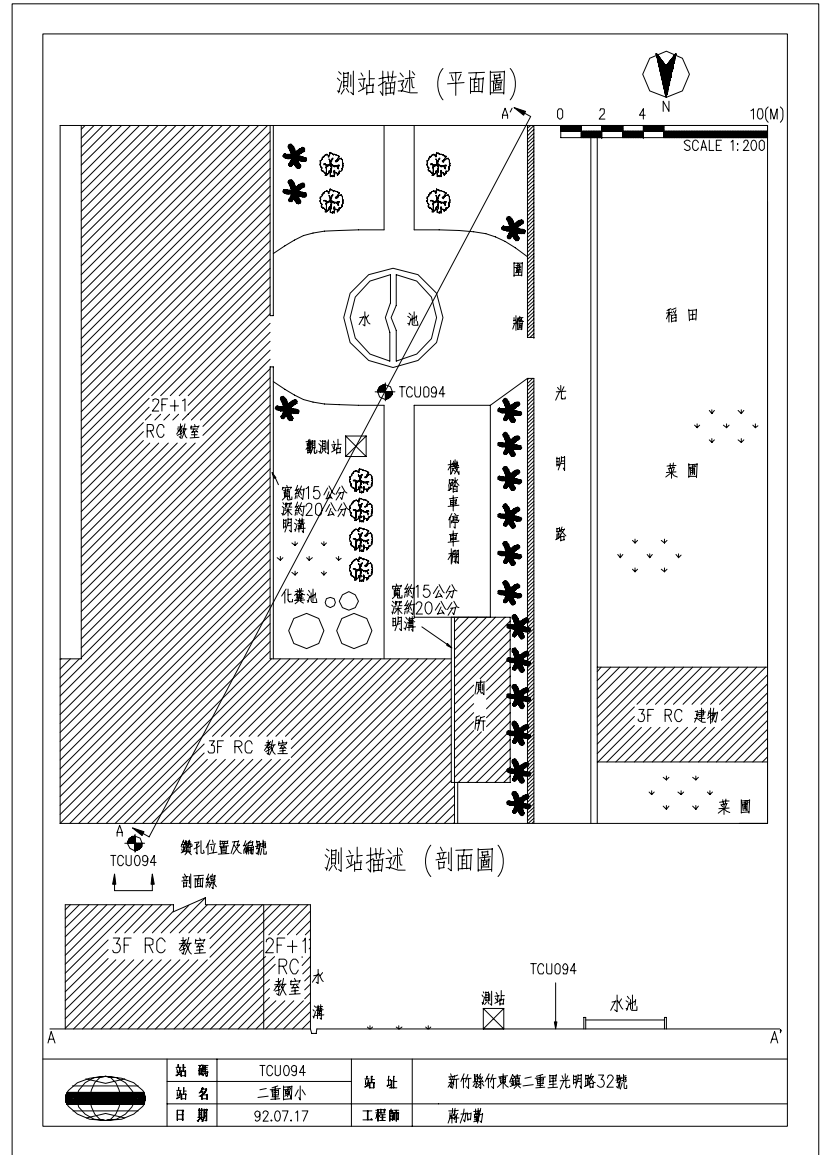 測站描述 (平面圖)
N
A'
0 2 4 10(M)
SCALE 1:200
圍牆
水池
稻田
TCU094
2F+1
RC 教室
光明路
觀測站
機踏車停車棚
菜圃
寬約15公分
深約20公分
明溝
化糞池
寬約15公分
深約20公分
明溝
廁所
3F RC 建物
3F RC 教室
菜圃
A
TCU094
鑽孔位置及編號
剖面線
測站描述 (剖面圖)
3F RC 教室
2F+1
RC
教室
水溝
測站
TCU094
水池
A
A'
站碼 TCU094
站名 二重國小
日期 92.07.17
站址 新竹縣竹東鎮二重里光明路32號
工程師 蔣加勤